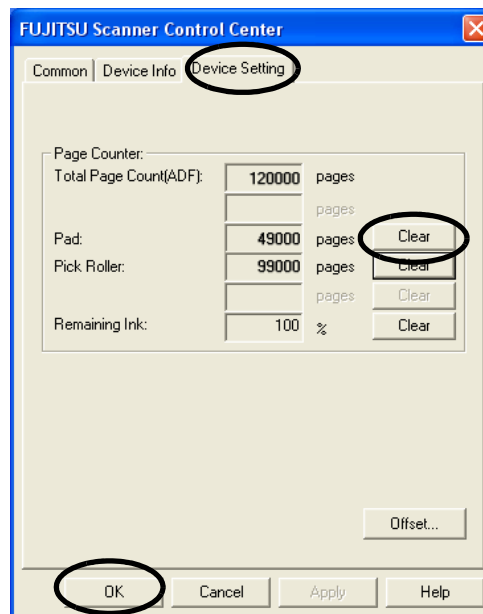 FUJITSU Scanner Control Center
Common Device Info Device Setting
Page Counter:
Total Page Count(ADF): 120000 pages
pages
Pad: 49000 pages Clear
Pick Roller: 99000 pages Clear
pages Clear
Remaining Ink: 100 % Clear
Offset...
OK Cancel Apply Help